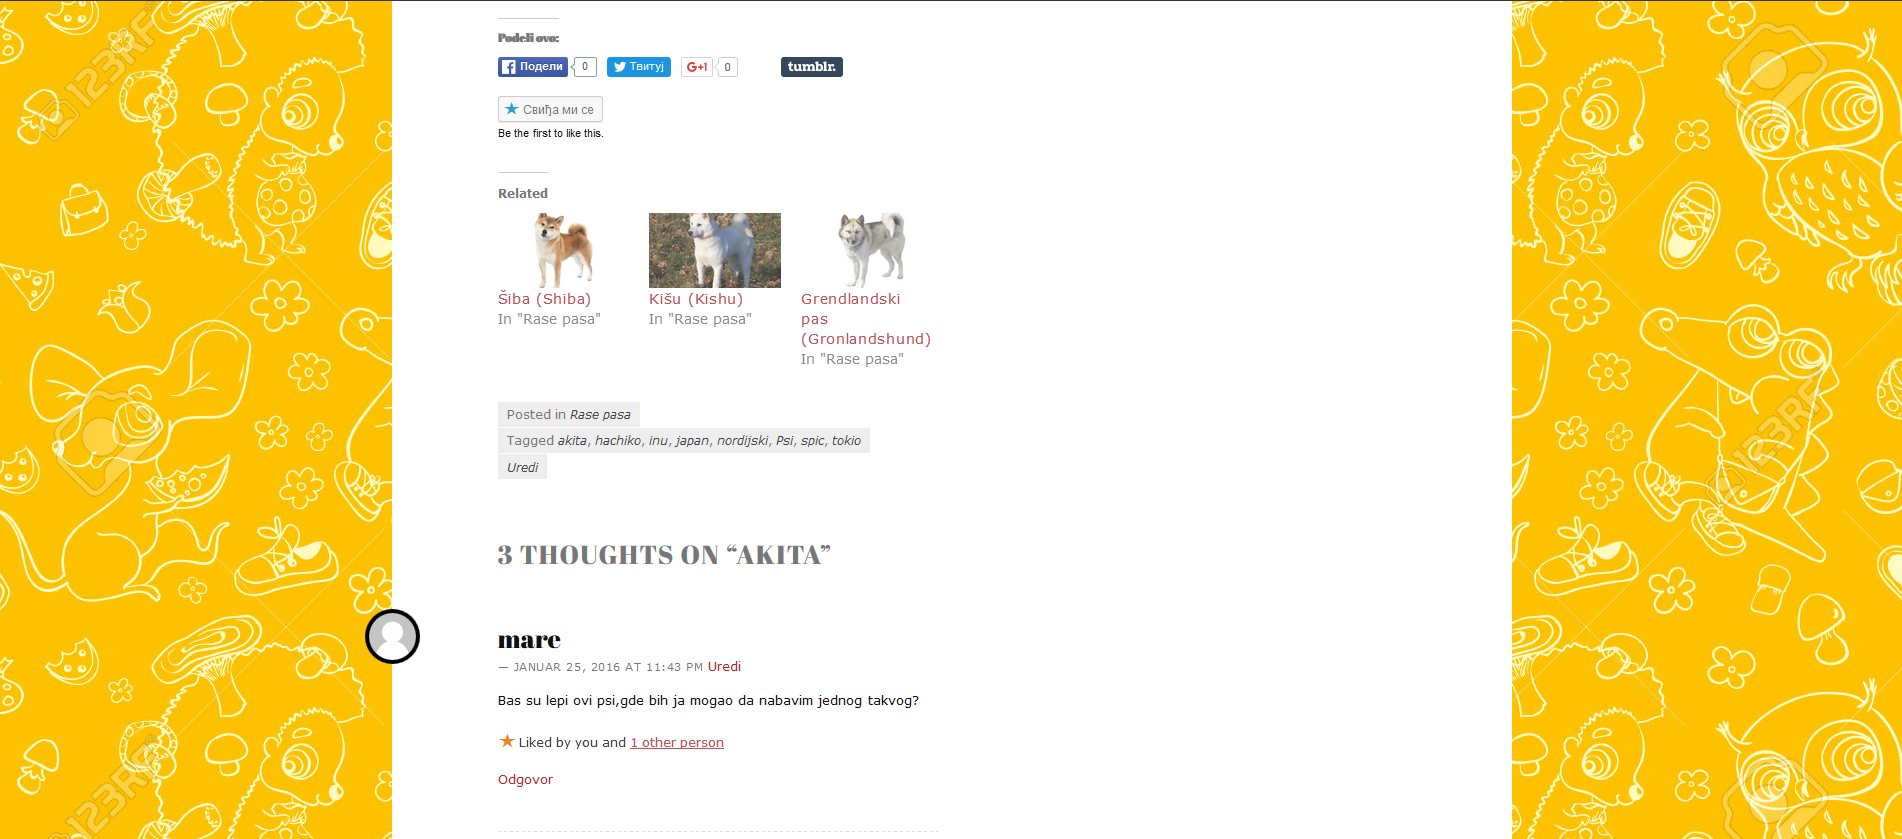 Podeli ovo:
Подели 0 Твитуј G+1 0 tumblr.
Свиђа ми се
Be the first to like this.
Related
Šiba (Shiba)
In "Rase pasa"
Kišu (Kishu)
In "Rase pasa"
Grendlandski
pas
(Gronlandshund)
In "Rase pasa"
Posted in Rase pasa
Tagged akita, hachiko, inu, japan, nordijski, Psi, spic, tokio
Uredi
3 THOUGHTS ON “AKITA”
mare
— JANUAR 25, 2016 AT 11:43 PM Uredi
Bas su lepi ovi psi,gde bih ja mogao da nabavim jednog takvog?
Liked by you and 1 other person
Odgovor
123RF
123RF
123RF
123RF